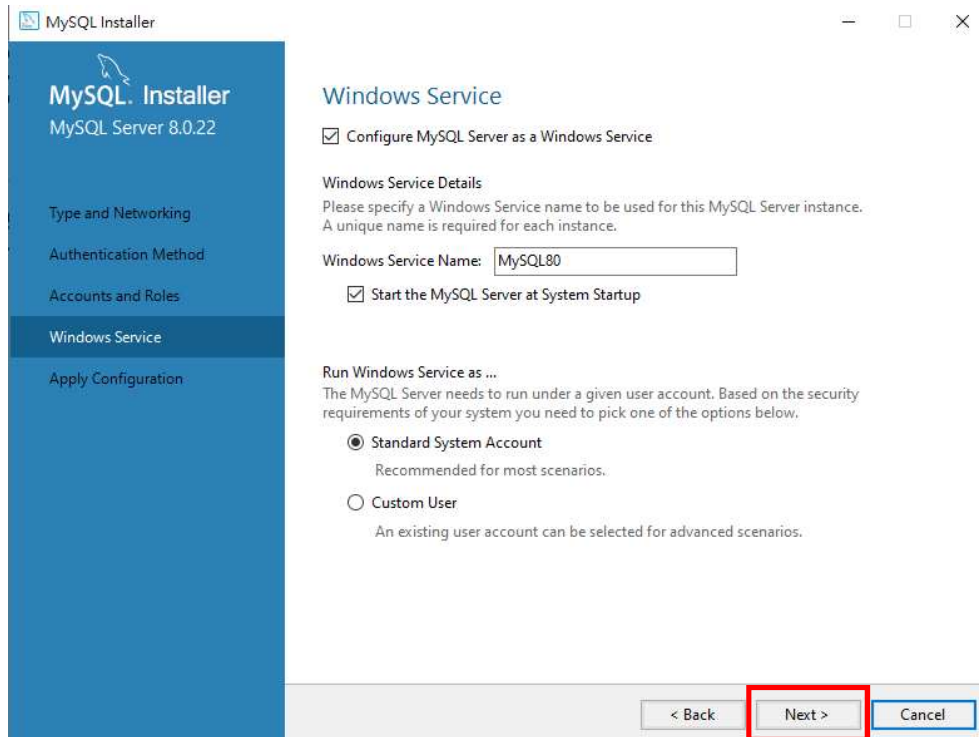 MySQL Installer
MySQL. Installer
MySQL Server 8.0.22
Type and Networking
Authentication Method
Accounts and Roles
Windows Service
Apply Configuration
Windows Service
Configure MySQL Server as a Windows Service
Windows Service Details
Please specify a Windows Service name to be used for this MySQL Server instance.
A unique name is required for each instance.
Windows Service Name: MySQL80
Start the MySQL Server at System Startup
Run Windows Service as ...
The MySQL Server needs to run under a given user account. Based on the security
requirements of your system you need to pick one of the options below.
Standard System Account
Recommended for most scenarios.
Custom User
An existing user account can be selected for advanced scenarios.
< Back Next > Cancel